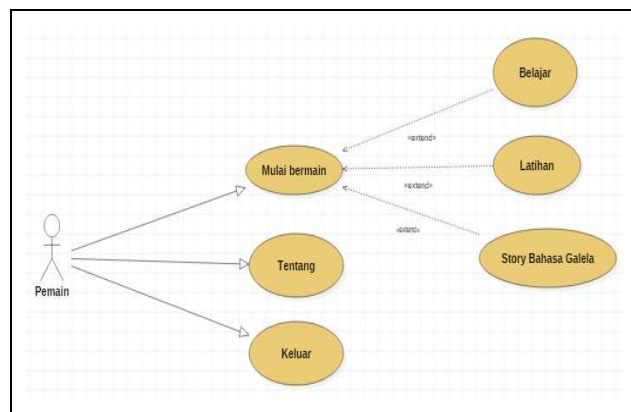 Belajar
«extend»
Mulai bermain
Latihan
«extend»
«extend»
Story Bahasa Galela
Tentang
Pemain
Keluar